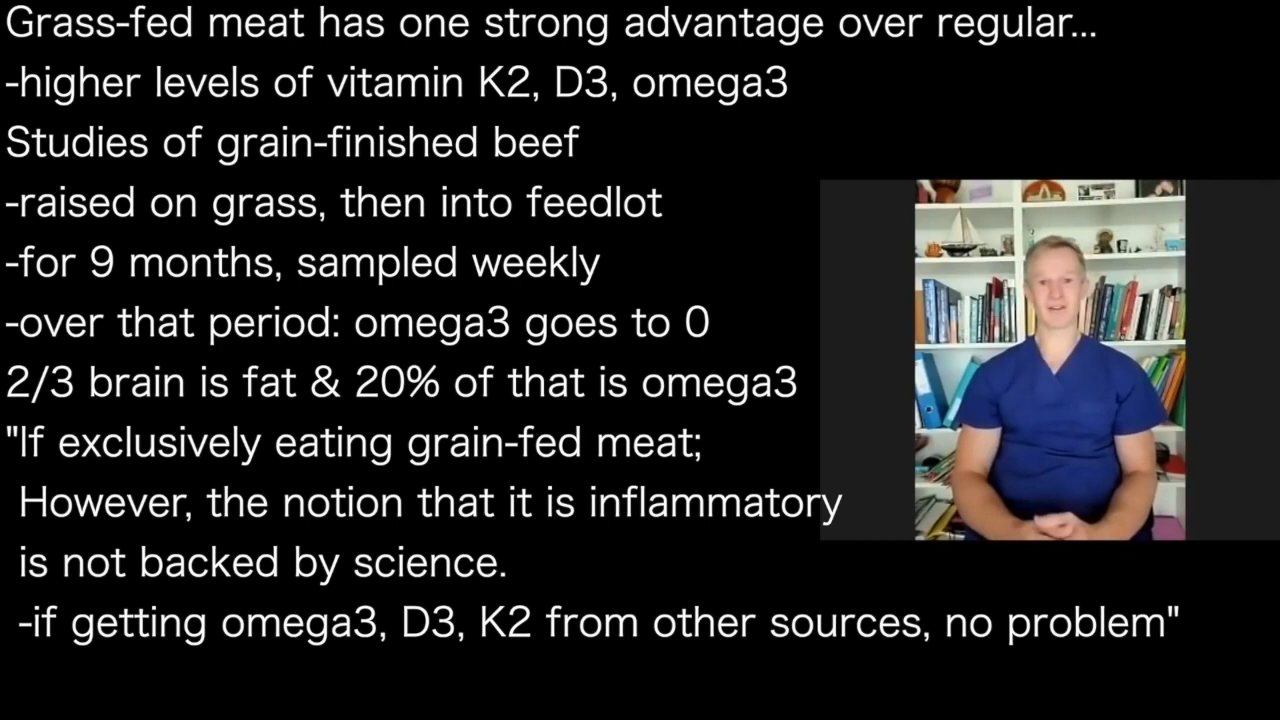 Grass-fed meat has one strong advantage over regular...
-higher levels of vitamin K2, D3, omega3
Studies of grain-finished beef
-raised on grass, then into feedlot
-for 9 months, sampled weekly
-over that period: omega3 goes to 0
2/3 brain is fat & 20% of that is omega3
"If exclusively eating grain-fed meat;
However, the notion that it is inflammatory
is not backed by science.
-if getting omega3, D3, K2 from other sources, no problem"